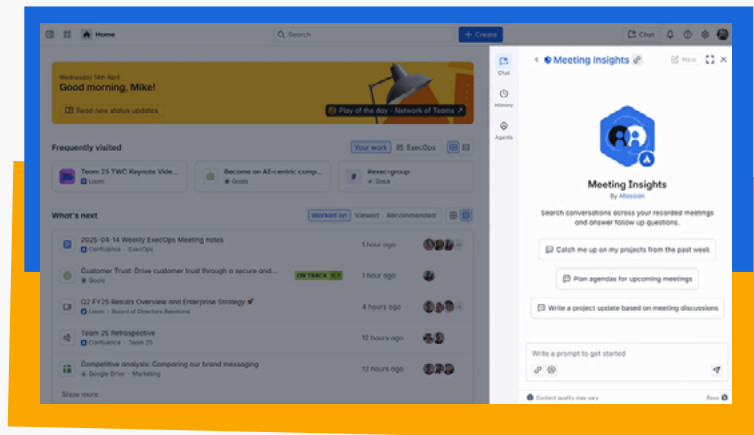 Home
Search
+ Create
Chat
Wednesday 14th April
Good morning, Mike!
Read new status updates
Play of the day - Network of Teams
Frequently visited
Your work
ExecOps
Team 25 TWC Keynote Vide...
Loom
Become an AI-centric comp...
Goals
#exec-group
Slack
What's next
Worked on
Viewed
Recommended
2025-04-14 Weekly ExecOps Meeting notes
Confluence · ExecOps
1 hour ago
Customer Trust: Drive customer trust through a secure and...
Goals
ON TRACK
1 hour ago
Q2 FY25 Results Overview and Enterprise Strategy 🚀
Loom · Board of Directors Relations
4 hours ago
Team 25 Retrospective
Confluence · Team 25
12 hours ago
Competitive analysis: Comparing our brand messaging
Google Drive · Marketing
12 hours ago
Show more
Chat
History
Agents
Meeting Insights
New
Meeting Insights
By Atlassian
Search conversations across your recorded meetings
and answer follow up questions.
Catch me up on my projects from the past week
Plan agendas for upcoming meetings
Write a project update based on meeting discussions
Write a prompt to get started
Content quality may vary
Rovo